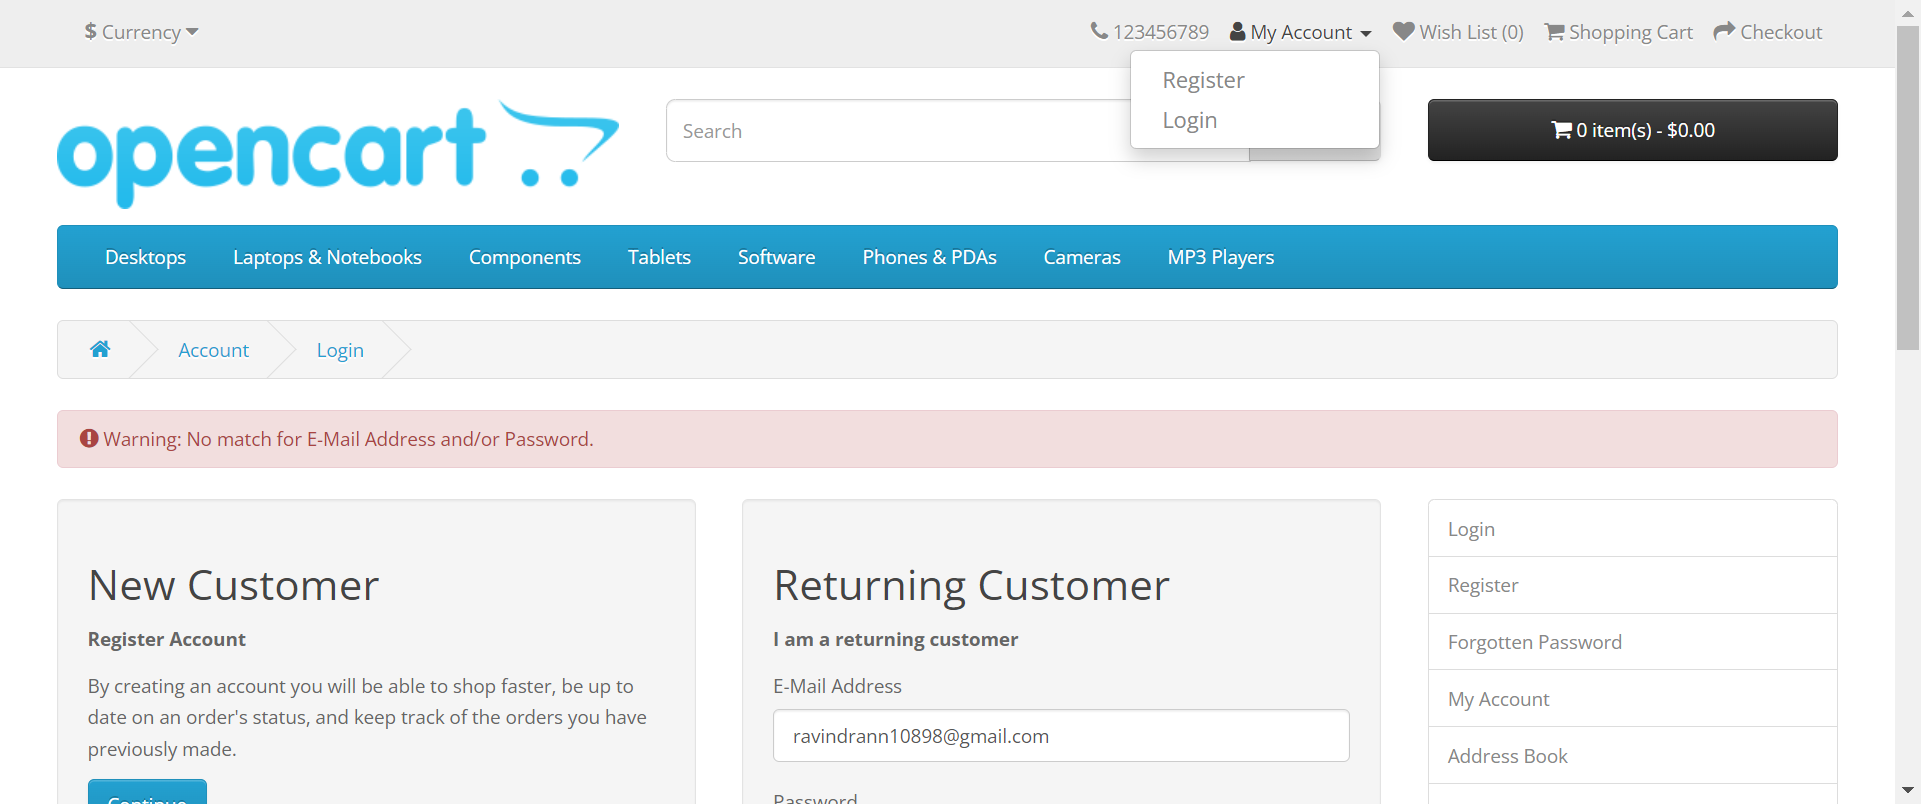 $ Currency
123456789 My Account Wish List (0) Shopping Cart Checkout
Register
Login
opencart
Search
0 item(s) - $0.00
Desktops Laptops & Notebooks Components Tablets Software Phones & PDAs Cameras MP3 Players
Account Login
Warning: No match for E-Mail Address and/or Password.
New Customer
Register Account
By creating an account you will be able to shop faster, be up to
date on an order's status, and keep track of the orders you have
previously made.
Continue
Returning Customer
I am a returning customer
E-Mail Address
ravindrann10898@gmail.com
Password
Login
Register
Forgotten Password
My Account
Address Book